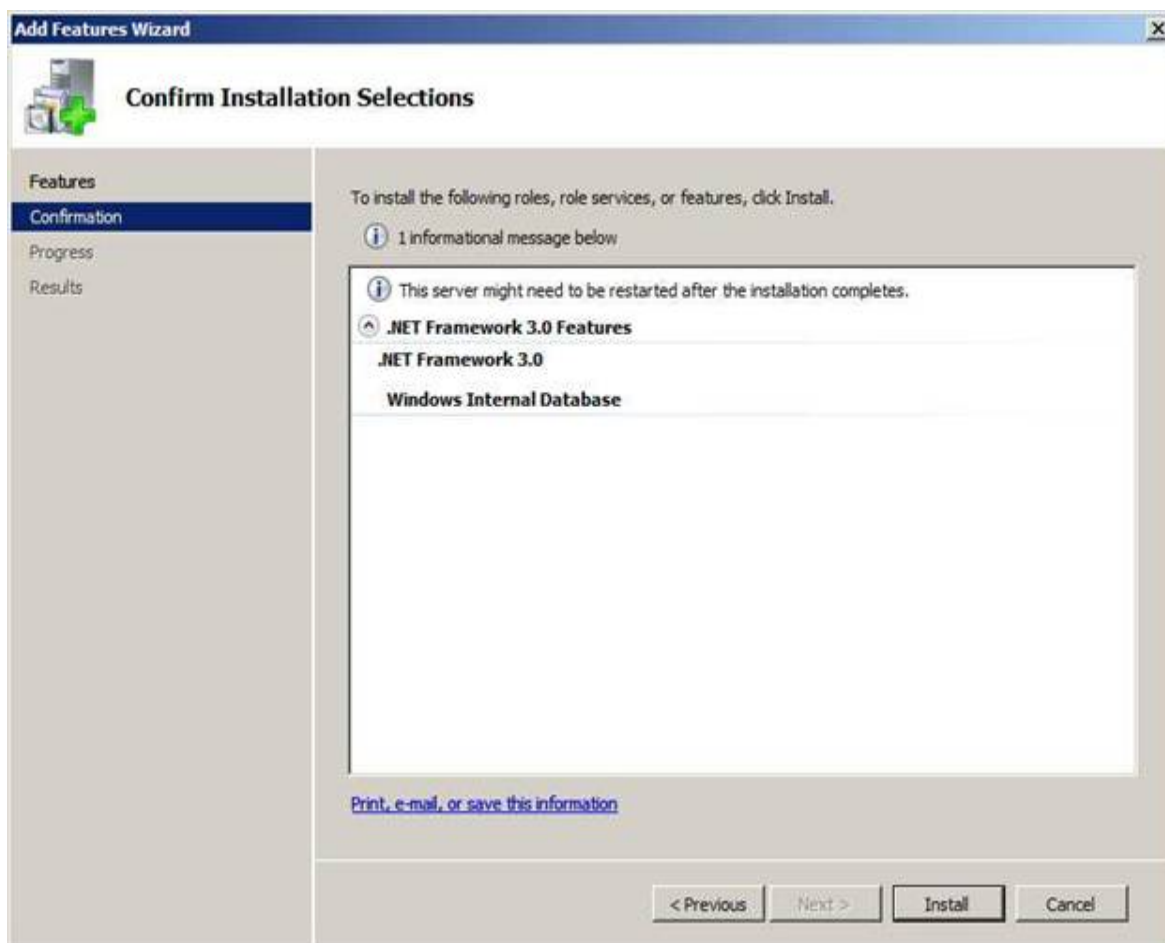 Add Features Wizard
Confirm Installation Selections
Features
Confirmation
Progress
Results
To install the following roles, role services, or features, click Install.
1 informational message below
This server might need to be restarted after the installation completes.
.NET Framework 3.0 Features
.NET Framework 3.0
Windows Internal Database
Print, e-mail, or save this information
< Previous
Next >
Install
Cancel